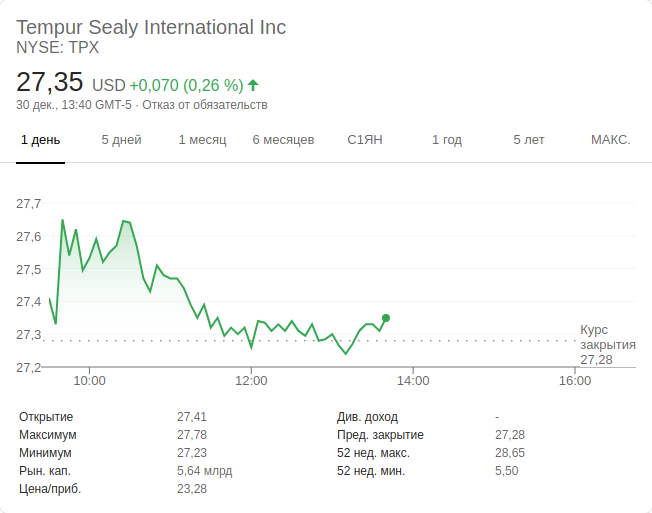 Tempur Sealy International Inc
NYSE: TPX
27,35 USD +0,070 (0,26 %)
30 дек., 13:40 GMT-5 · Отказ от обязательств
1 день 5 дней 1 месяц 6 месяцев С1ЯН 1 год 5 лет МАКС.
27,7
27,6
27,5
27,4
27,3
27,2
Курс
закрытия
27,28
10:00 12:00 14:00 16:00
Открытие 27,41 Див. доход -
Максимум 27,78 Пред. закрытие 27,28
Минимум 27,23 52 нед. макс. 28,65
Рын. кап. 5,64 млрд 52 нед. мин. 5,50
Цена/приб. 23,28